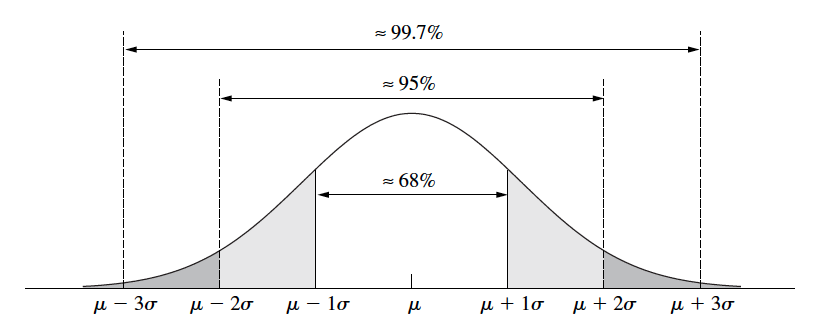 ≈ 99.7%
≈ 95%
≈ 68%
μ − 3σ μ − 2σ μ − 1σ μ μ + 1σ μ + 2σ μ + 3σ